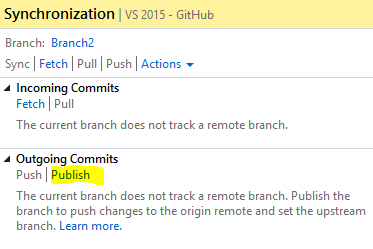 Synchronization | VS 2015 - GitHub
Branch: Branch2
Sync | Fetch | Pull | Push | Actions
Incoming Commits
Fetch | Pull
The current branch does not track a remote branch.
Outgoing Commits
Push | Publish
The current branch does not track a remote branch. Publish the
branch to push changes to the origin remote and set the upstream
branch. Learn more.